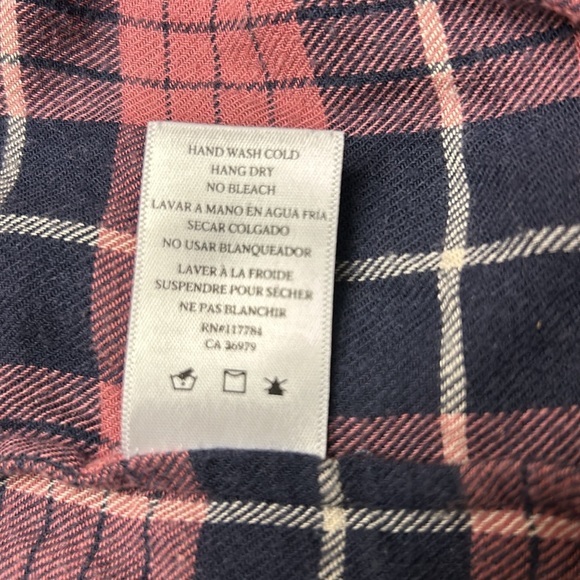 HAND WASH COLD
HANG DRY
NO BLEACH
LAVAR A MANO EN AGUA FRÍA
SECAR COLGADO
NO USAR BLANQUEADOR
LAVER À LA FROIDE
SUSPENDRE POUR SÉCHER
NE PAS BLANCHIR
RN#117784
CA 36979